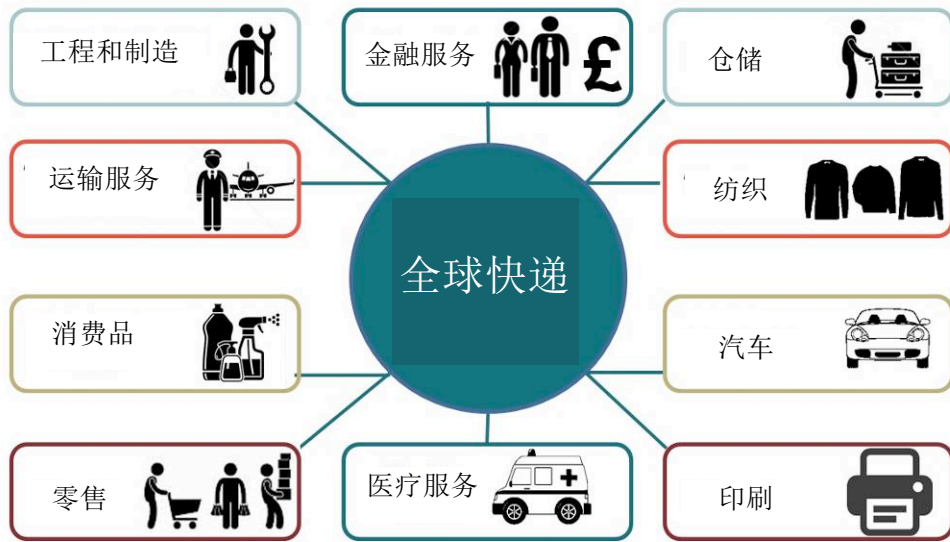 工程和制造
金融服务
£
仓储
运输服务
纺织
全球快递
消费品
汽车
零售
医疗服务
印刷